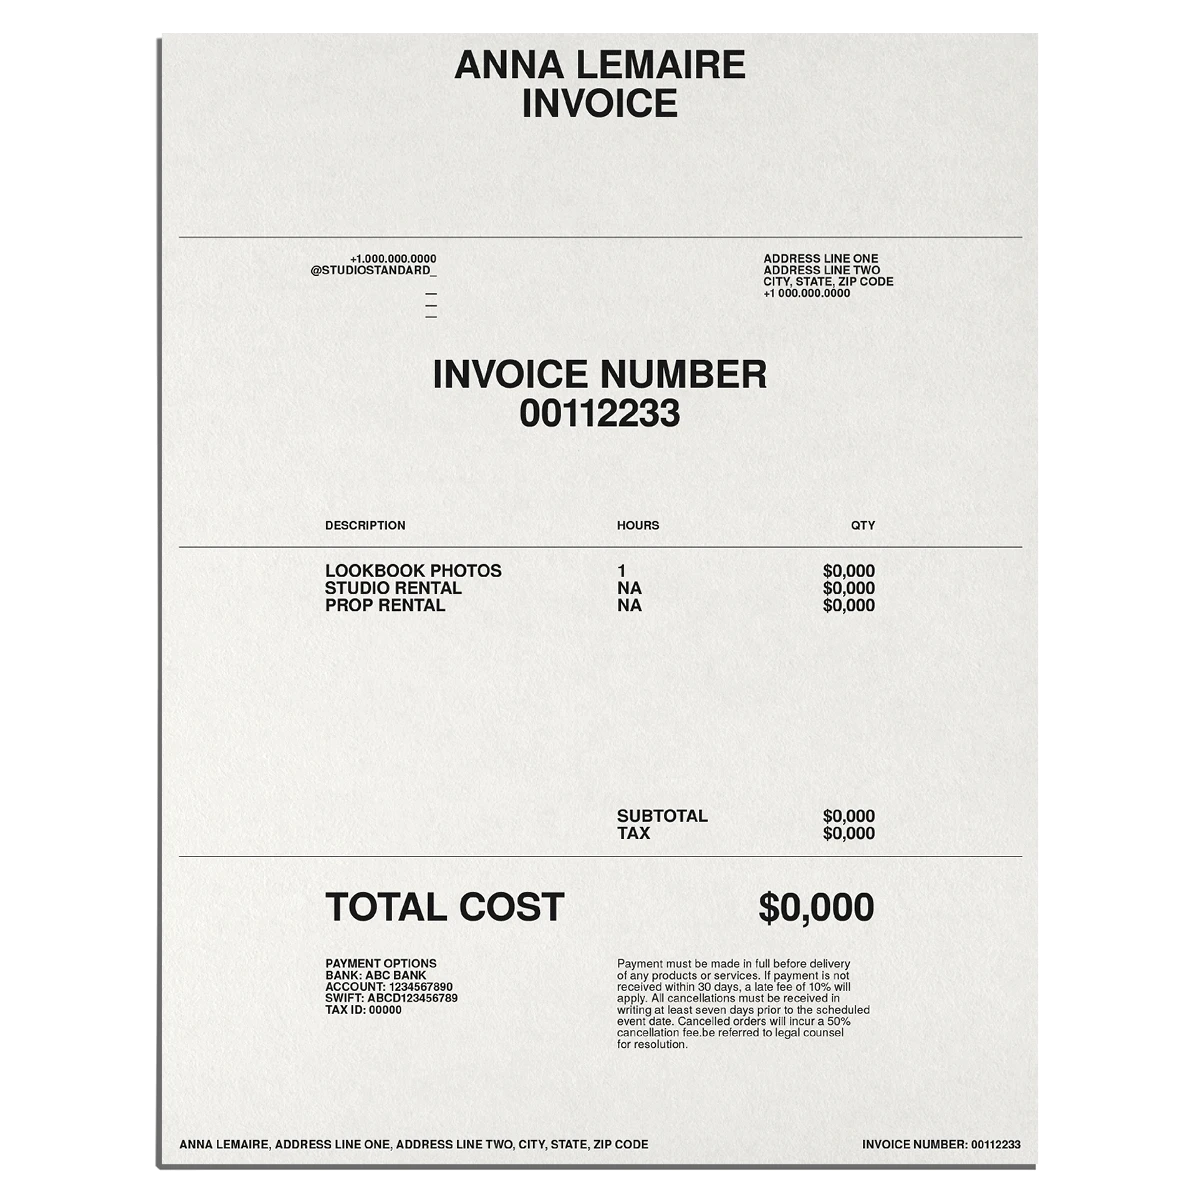 ANNA LEMAIRE
INVOICE
+1.000.000.0000
@STUDIOSTANDARD_
—
—
—
ADDRESS LINE ONE
ADDRESS LINE TWO
CITY, STATE, ZIP CODE
+1 000.000.0000
INVOICE NUMBER
00112233
DESCRIPTION HOURS QTY
LOOKBOOK PHOTOS 1 $0,000
STUDIO RENTAL NA $0,000
PROP RENTAL NA $0,000
SUBTOTAL $0,000
TAX $0,000
TOTAL COST $0,000
PAYMENT OPTIONS
BANK: ABC BANK
ACCOUNT: 1234567890
SWIFT: ABCD123456789
TAX ID: 00000
Payment must be made in full before delivery
of any products or services. If payment is not
received within 30 days, a late fee of 10% will
apply. All cancellations must be received in
writing at least seven days prior to the scheduled
event date. Cancelled orders will incur a 50%
cancellation fee.be referred to legal counsel
for resolution.
ANNA LEMAIRE, ADDRESS LINE ONE, ADDRESS LINE TWO, CITY, STATE, ZIP CODE INVOICE NUMBER: 00112233